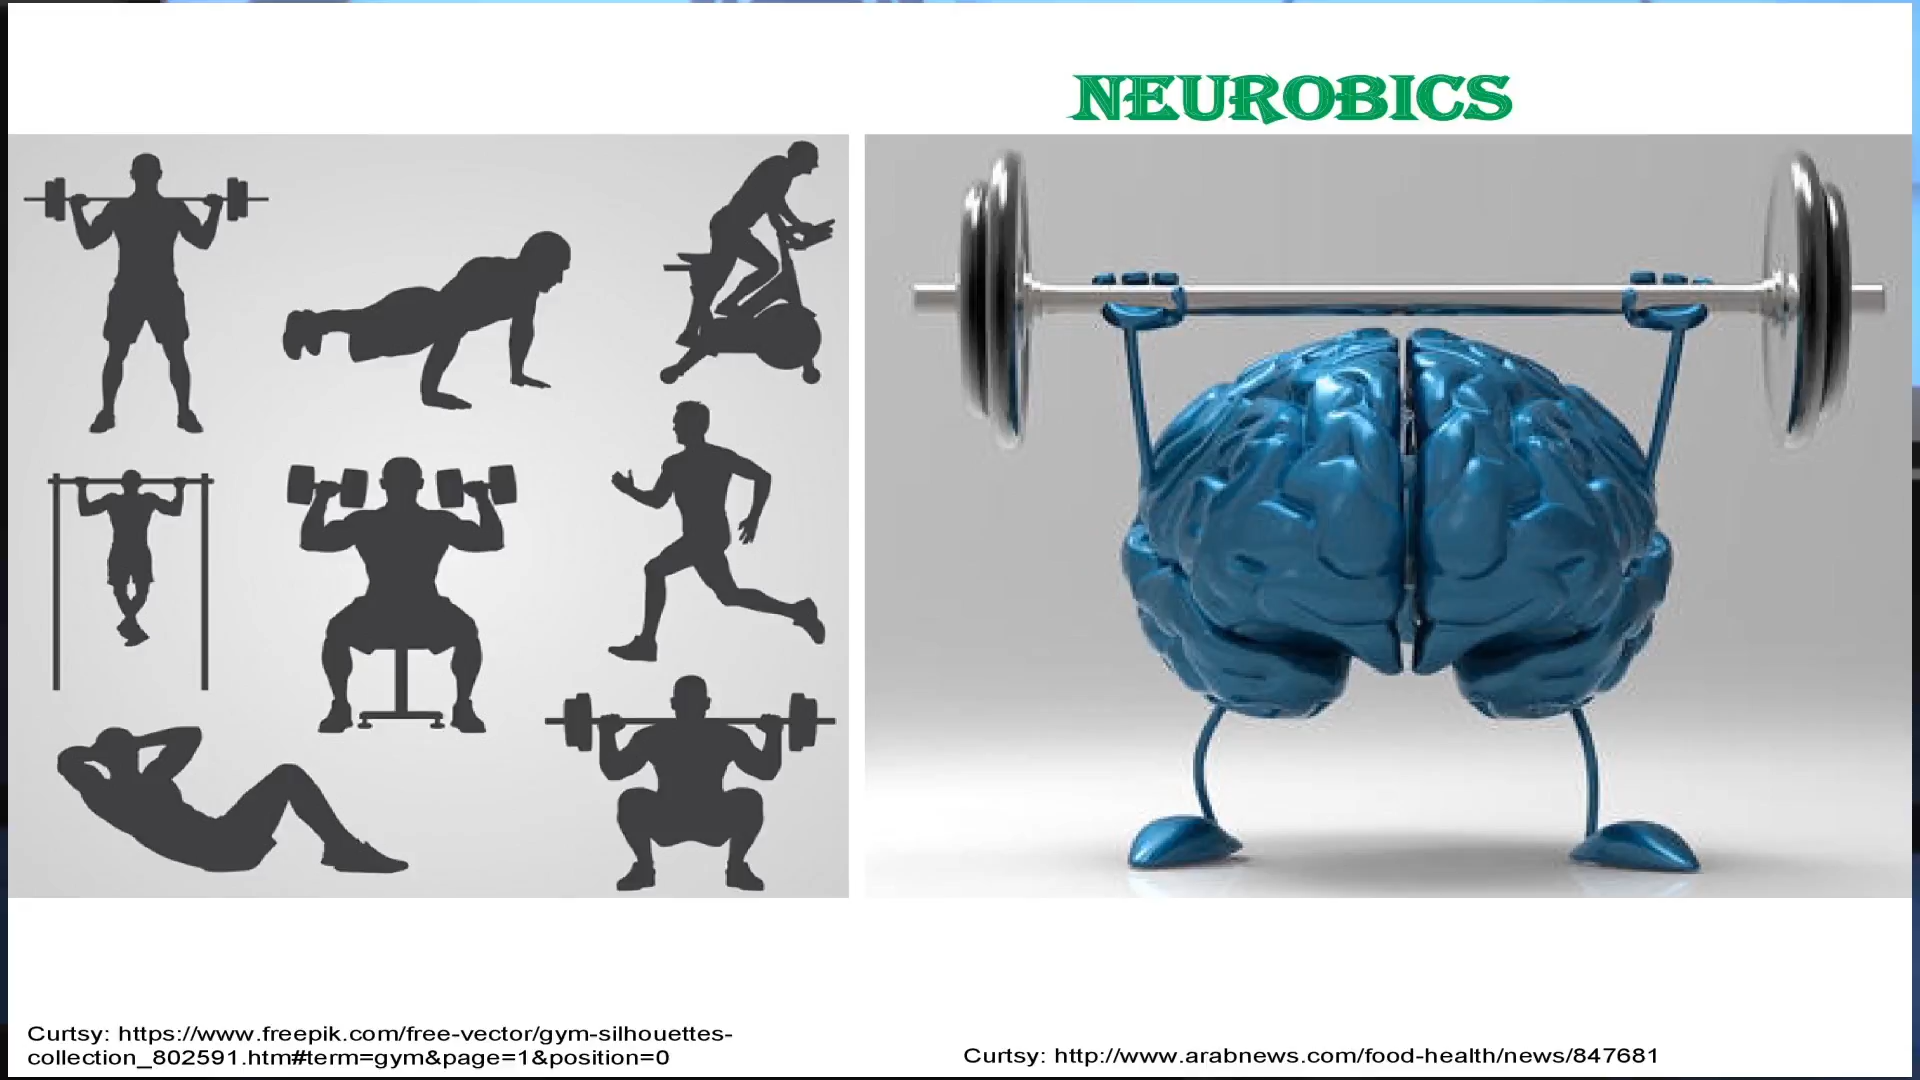 NEUROBICS
Curtsy: https://www.freepik.com/free-vector/gym-silhouettes-
collection_802591.htm#term=gym&page=1&position=0
Curtsy: http://www.arabnews.com/food-health/news/847681